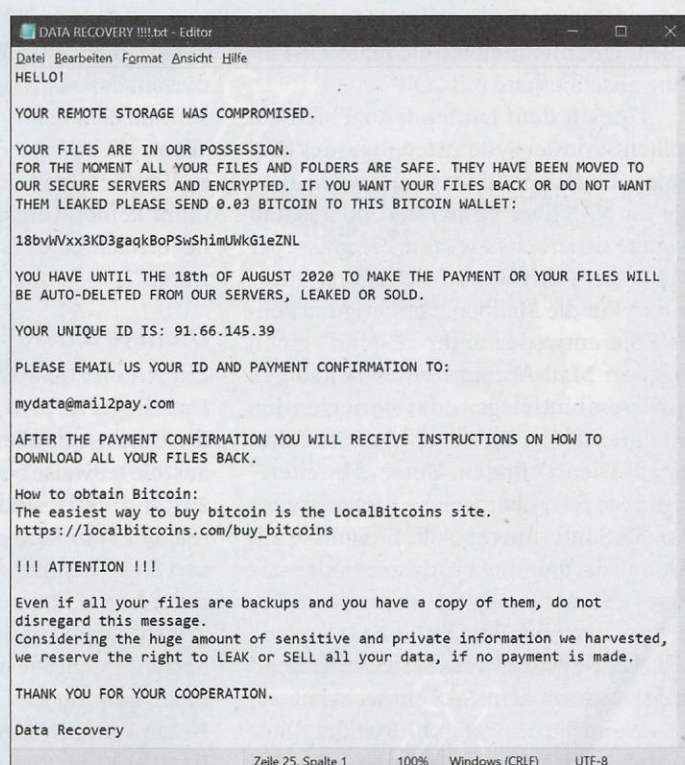 DATA RECOVERY !!!!.txt - Editor
Datei Bearbeiten Format Ansicht Hilfe
HELLO!
YOUR REMOTE STORAGE WAS COMPROMISED.
YOUR FILES ARE IN OUR POSSESSION.
FOR THE MOMENT ALL YOUR FILES AND FOLDERS ARE SAFE. THEY HAVE BEEN MOVED TO
OUR SECURE SERVERS AND ENCRYPTED. IF YOU WANT YOUR FILES BACK OR DO NOT WANT
THEM LEAKED PLEASE SEND 0.03 BITCOIN TO THIS BITCOIN WALLET:
18bvWVxx3KD3gaqkBoPSwShimUWkG1eZNL
YOU HAVE UNTIL THE 18th OF AUGUST 2020 TO MAKE THE PAYMENT OR YOUR FILES WILL
BE AUTO-DELETED FROM OUR SERVERS, LEAKED OR SOLD.
YOUR UNIQUE ID IS: 91.66.145.39
PLEASE EMAIL US YOUR ID AND PAYMENT CONFIRMATION TO:
mydata@mail2pay.com
AFTER THE PAYMENT CONFIRMATION YOU WILL RECEIVE INSTRUCTIONS ON HOW TO
DOWNLOAD ALL YOUR FILES BACK.
How to obtain Bitcoin:
The easiest way to buy bitcoin is the LocalBitcoins site.
https://localbitcoins.com/buy_bitcoins
!!! ATTENTION !!!
Even if all your files are backups and you have a copy of them, do not
disregard this message.
Considering the huge amount of sensitive and private information we harvested,
we reserve the right to LEAK or SELL all your data, if no payment is made.
THANK YOU FOR YOUR COOPERATION.
Data Recovery
Zeile 25, Spalte 1 100% Windows (CRLF) UTF-8